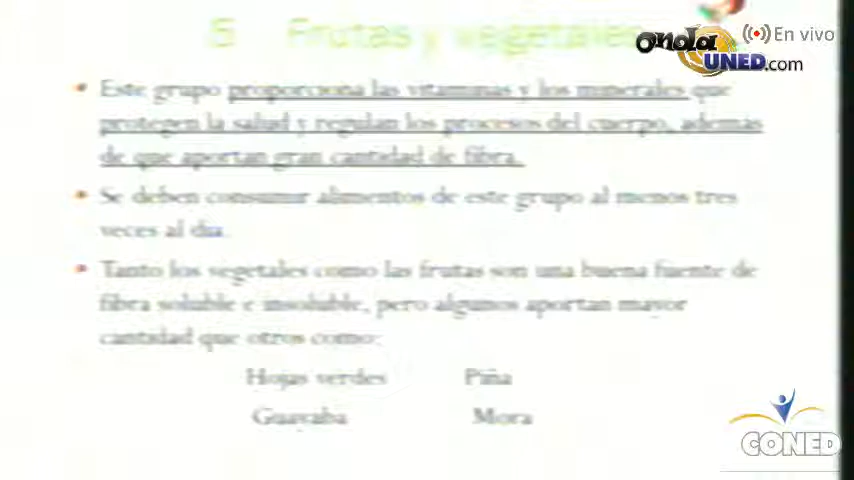 5 Frutas y vegetales
onda UNED.com
En vivo
• Este grupo proporciona las vitaminas y los minerales que
protegen la salud y regulan los procesos del cuerpo, además
de que aportan gran cantidad de fibra.
• Se deben consumir alimentos de este grupo al menos tres
veces al día.
• Tanto los vegetales como las frutas son una buena fuente de
fibra soluble e insoluble, pero algunos aportan mayor
cantidad que otros como:
Hojas verdes Piña
Guayaba Mora
CONED